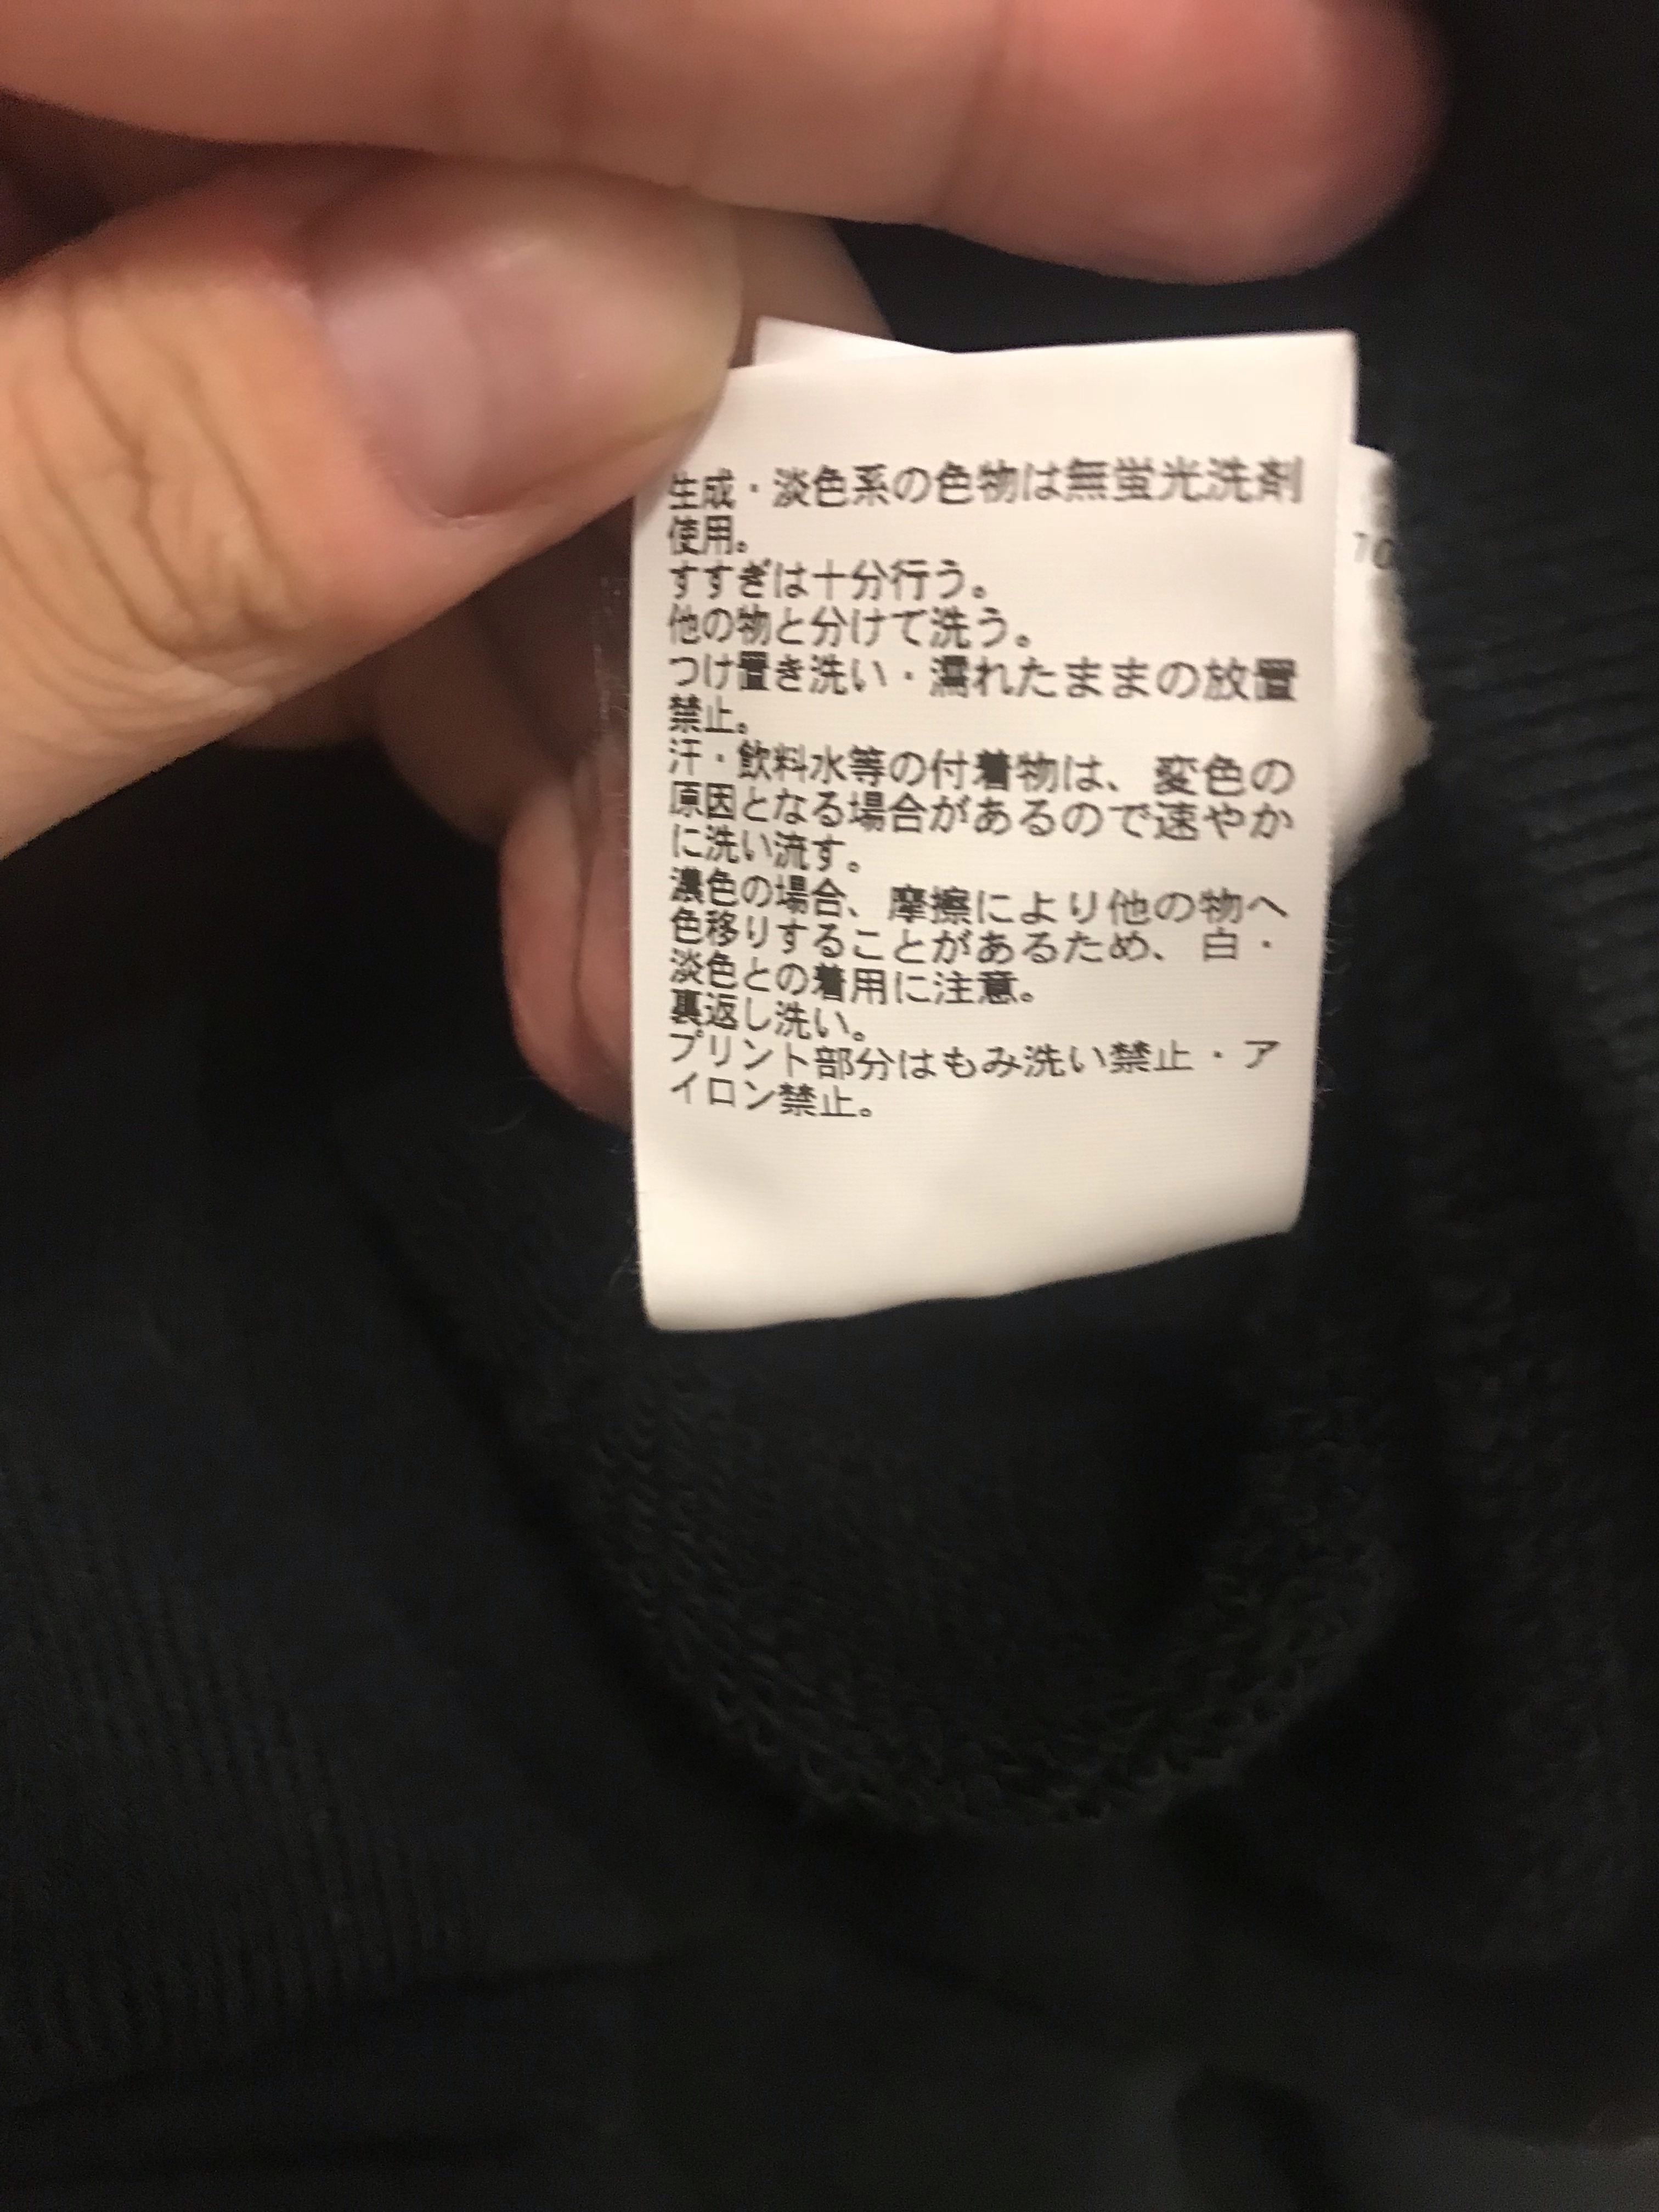 生成・淡色系の色物は無蛍光洗剤
使用。
すすぎは十分行う。
他の物と分けて洗う。
つけ置き洗い・濡れたままの放置
禁止。
汗・飲料水等の付着物は、変色の
原因となる場合があるので速やか
に洗い流す。
濃色の場合、摩擦により他の物へ
色移りすることがあるため、白・
淡色との着用に注意。
裏返し洗い。
プリント部分はもみ洗い禁止・ア
イロン禁止。